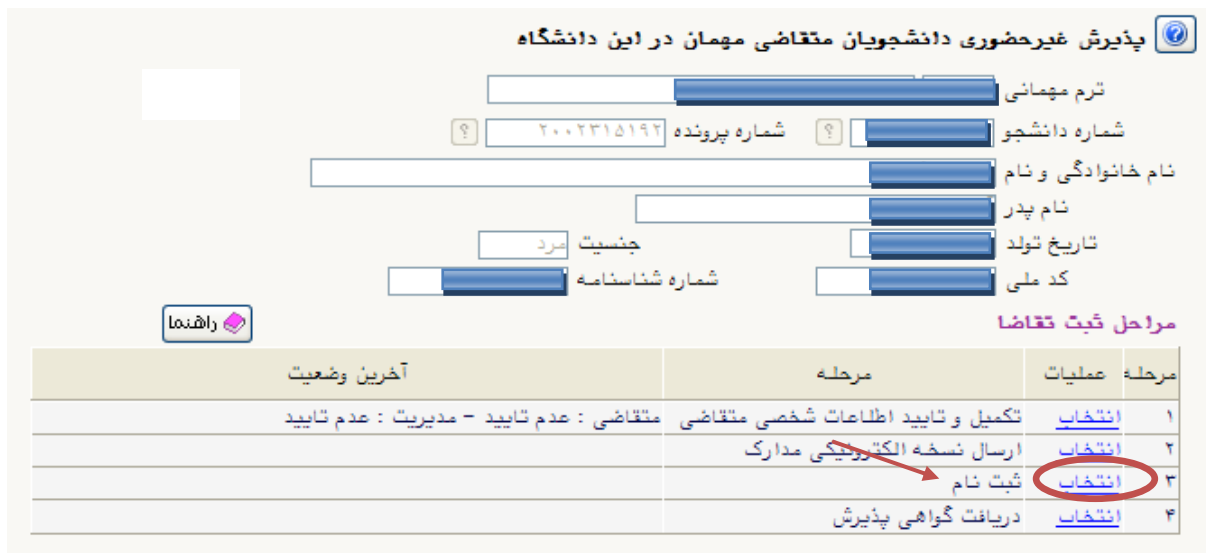 پذیرش غیرحضوری دانشجویان متقاضی مهمان در این دانشگاه
ترم مهمانی
شماره دانشجو ؟ شماره پرونده ۲۰۰۲۳۱۵۱۹۲ ؟
نام خانوادگی و نام
نام پدر
تاریخ تولد جنسیت مرد
کد ملی شماره شناسنامه
مراحل ثبت تقاضا راهنما
مرحله عملیات مرحله آخرین وضعیت
۱ انتخاب تکمیل و تایید اطلاعات شخصی متقاضی متقاضی : عدم تایید - مدیریت : عدم تایید
۲ انتخاب ارسال نسخه الکترونیکی مدارک
۳ انتخاب ثبت نام
۴ انتخاب دریافت گواهی پذیرش